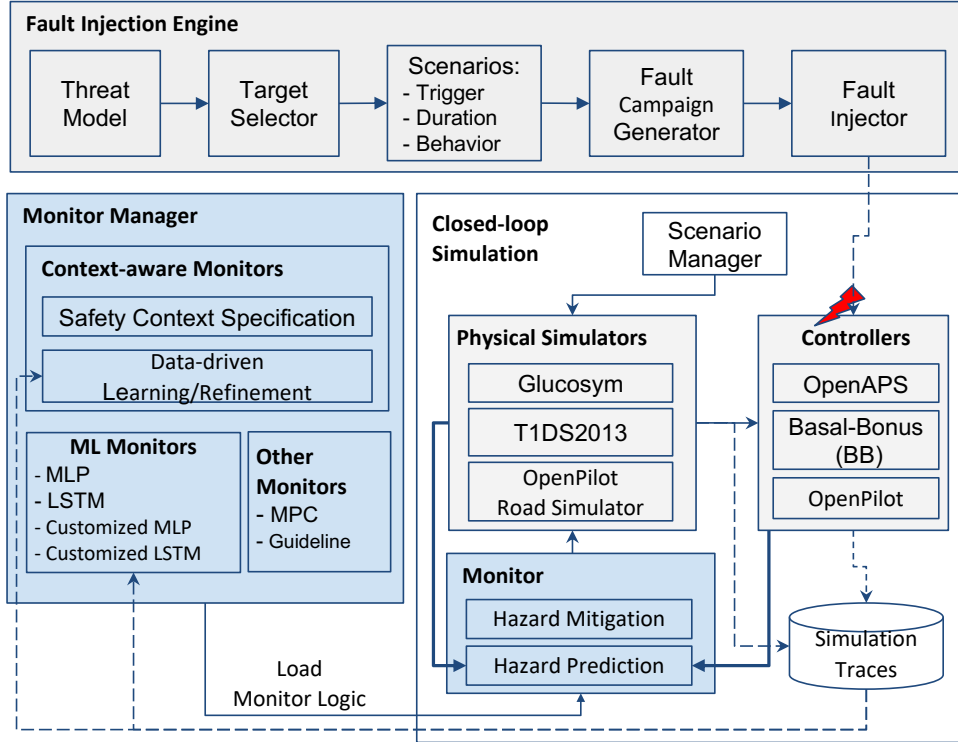 Fault Injection Engine
Threat
Model
Target
Selector
Scenarios:
- Trigger
- Duration
- Behavior
Fault
Campaign
Generator
Fault
Injector
Monitor Manager
Context-aware Monitors
Safety Context Specification
Data-driven
Learning/Refinement
ML Monitors
- MLP
- LSTM
- Customized MLP
- Customized LSTM
Other
Monitors
- MPC
- Guideline
Load
Monitor Logic
Closed-loop
Simulation
Scenario
Manager
Physical Simulators
Glucosym
T1DS2013
OpenPilot
Road Simulator
Controllers
OpenAPS
Basal-Bonus
(BB)
OpenPilot
Monitor
Hazard Mitigation
Hazard Prediction
Simulation
Traces